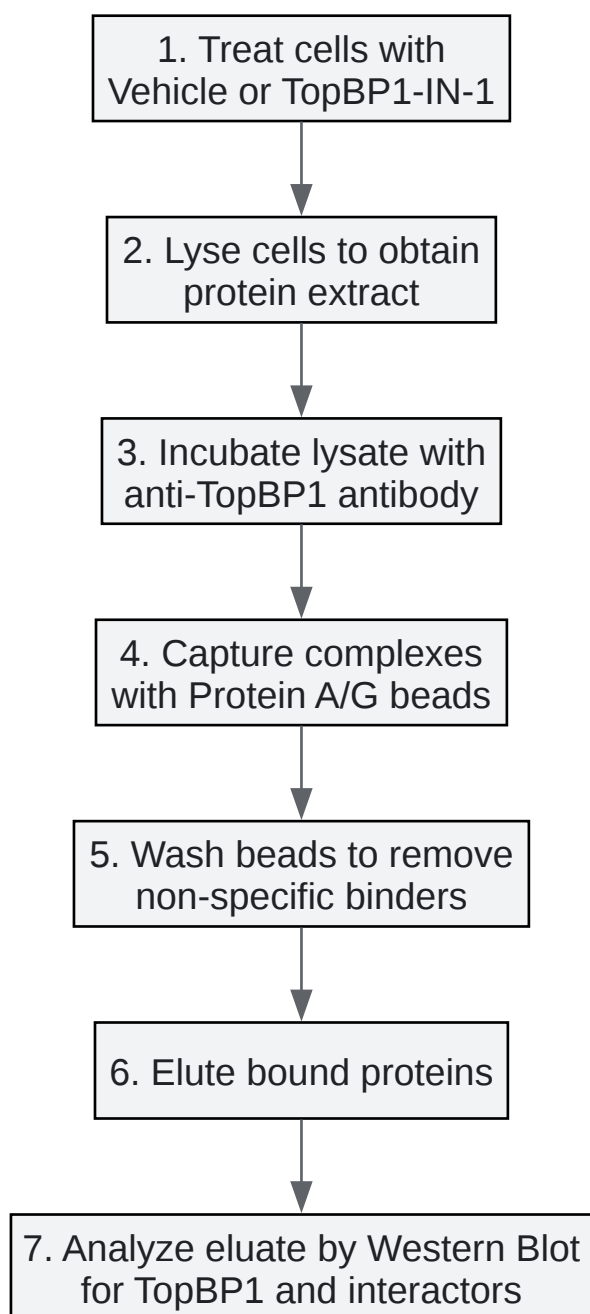 1. Treat cells with
Vehicle or TopBP1-IN-1
2. Lyse cells to obtain
protein extract
3. Incubate lysate with
anti-TopBP1 antibody
4. Capture complexes
with Protein A/G beads
5. Wash beads to remove
non-specific binders
6. Elute bound proteins
7. Analyze eluate by Western Blot
for TopBP1 and interactors